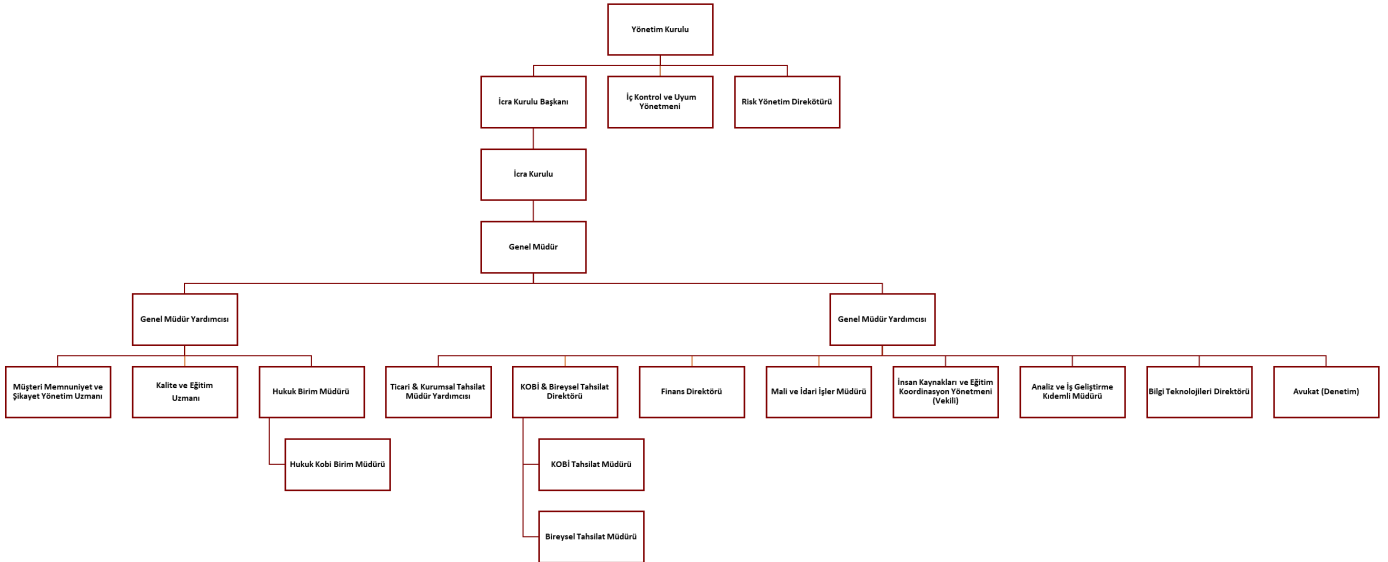 Yönetim Kurulu
İcra Kurulu Başkanı
İç Kontrol ve Uyum
Yönetmeni
Risk Yönetim Direkötürü
İcra Kurulu
Genel Müdür
Genel Müdür Yardımcısı
Genel Müdür Yardımcısı
Müşteri Memnuniyet ve
Şikayet Yönetim Uzmanı
Kalite ve Eğitim
Uzmanı
Hukuk Birim Müdürü
Ticari & Kurumsal Tahsilat
Müdür Yardımcısı
KOBİ & Bireysel Tahsilat
Direktörü
Finans Direktörü
Mali ve İdari İşler Müdürü
İnsan Kaynakları ve Eğitim
Koordinasyon Yönetmeni
(Vekili)
Analiz ve İş Geliştirme
Kıdemli Müdürü
Bilgi Teknolojileri Direktörü
Avukat (Denetim)
Hukuk Kobi Birim Müdürü
KOBİ Tahsilat Müdürü
Bireysel Tahsilat Müdürü